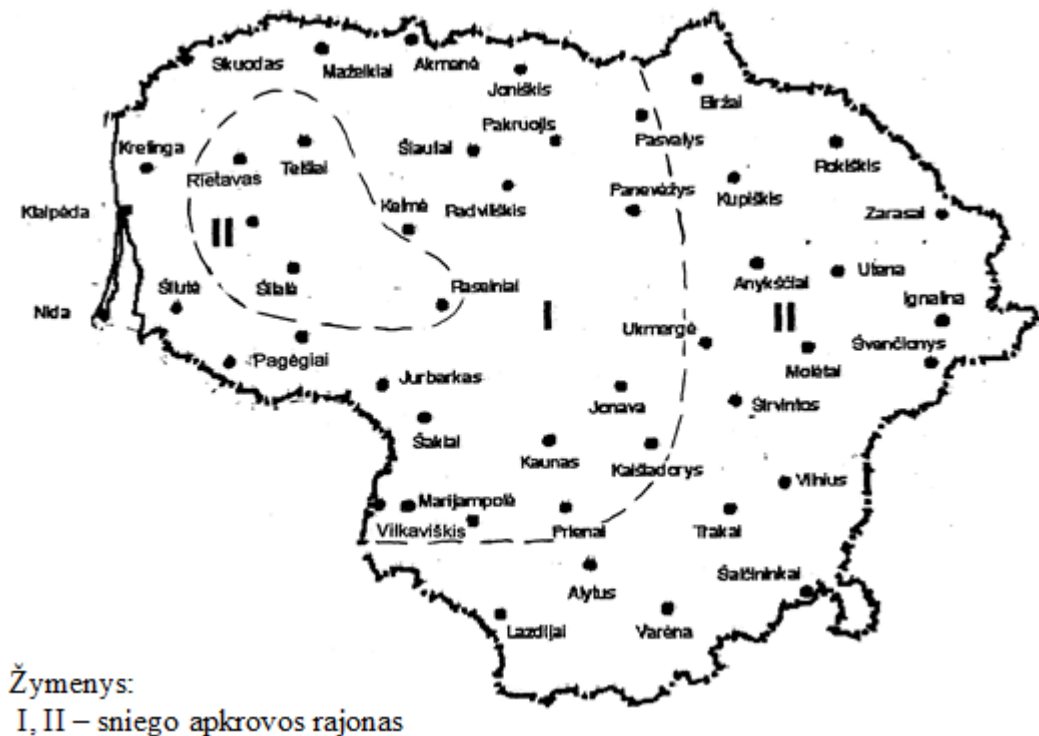 Skuodas
Mažeikiai
Akmenė
Joniškis
Biržai
Pakruojis
Pasvalys
Kretinga
Šiauliai
Rokiškis
Rietavas
Telšiai
Klaipėda
Kelmė
Radviliškis
Panevėžys
Kupiškis
Zarasai
II
Anykščiai
Utena
Nida
Šilutė
Šilalė
Raseiniai
I
Ukmergė
II
Ignalina
Švenčionys
Pagėgiai
Jurbarkas
Molėtai
Jonava
Širvintos
Šakiai
Kaunas
Kaišiadorys
Vilnius
Marijampolė
Vilkaviškis
Prienai
Trakai
Alytus
Šalčininkai
Lazdijai
Varėna
Žymenys:
I, II – sniego apkrovos rajonas